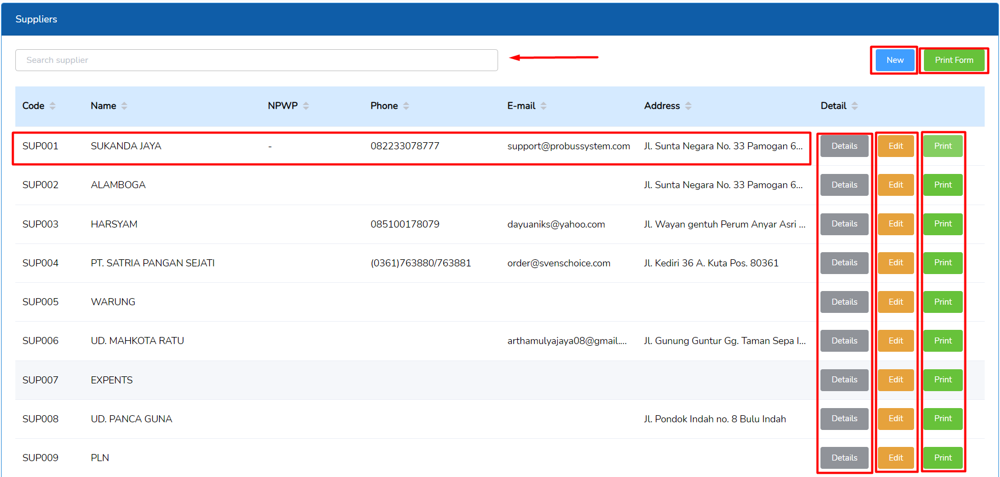 Suppliers
Search supplier
New Print Form
Code Name NPWP Phone E-mail Address Detail
SUP001 SUKANDA JAYA - 082233078777 support@probussystem.com Jl. Sunta Negara No. 33 Pamogan 6... Details Edit Print
SUP002 ALAMBOGA Jl. Sunta Negara No. 33 Pamogan 6... Details Edit Print
SUP003 HARSYAM 085100178079 dayuaniks@yahoo.com Jl. Wayan gentuh Perum Anyar Asri ... Details Edit Print
SUP004 PT. SATRIA PANGAN SEJATI (0361)763880/763881 order@svenschoice.com Jl. Kediri 36 A. Kuta Pos. 80361 Details Edit Print
SUP005 WARUNG Details Edit Print
SUP006 UD. MAHKOTA RATU arthamulyajaya08@gmail.... Jl. Gunung Guntur Gg. Taman Sepa I... Details Edit Print
SUP007 EXPENTS Details Edit Print
SUP008 UD. PANCA GUNA Jl. Pondok Indah no. 8 Bulu Indah Details Edit Print
SUP009 PLN Details Edit Print